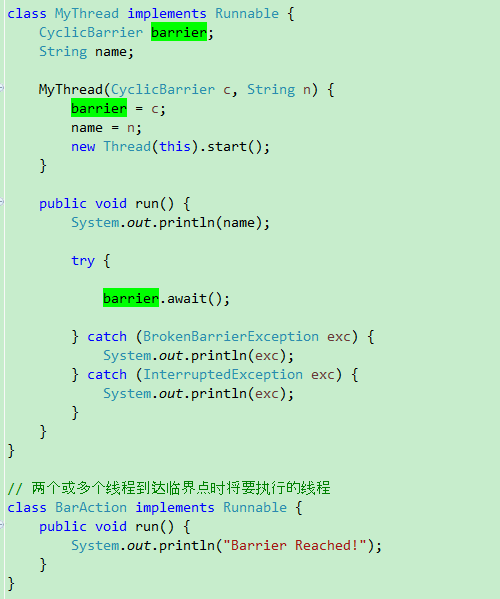 class MyThread implements Runnable {
    CyclicBarrier barrier;
    String name;

    MyThread(CyclicBarrier c, String n) {
        barrier = c;
        name = n;
        new Thread(this).start();
    }

    public void run() {
        System.out.println(name);

        try {

            barrier.await();

        } catch (BrokenBarrierException exc) {
            System.out.println(exc);
        } catch (InterruptedException exc) {
            System.out.println(exc);
        }
    }
}

// 两个或多个线程到达临界点时将要执行的线程
class BarAction implements Runnable {
    public void run() {
        System.out.println("Barrier Reached!");
    }
}